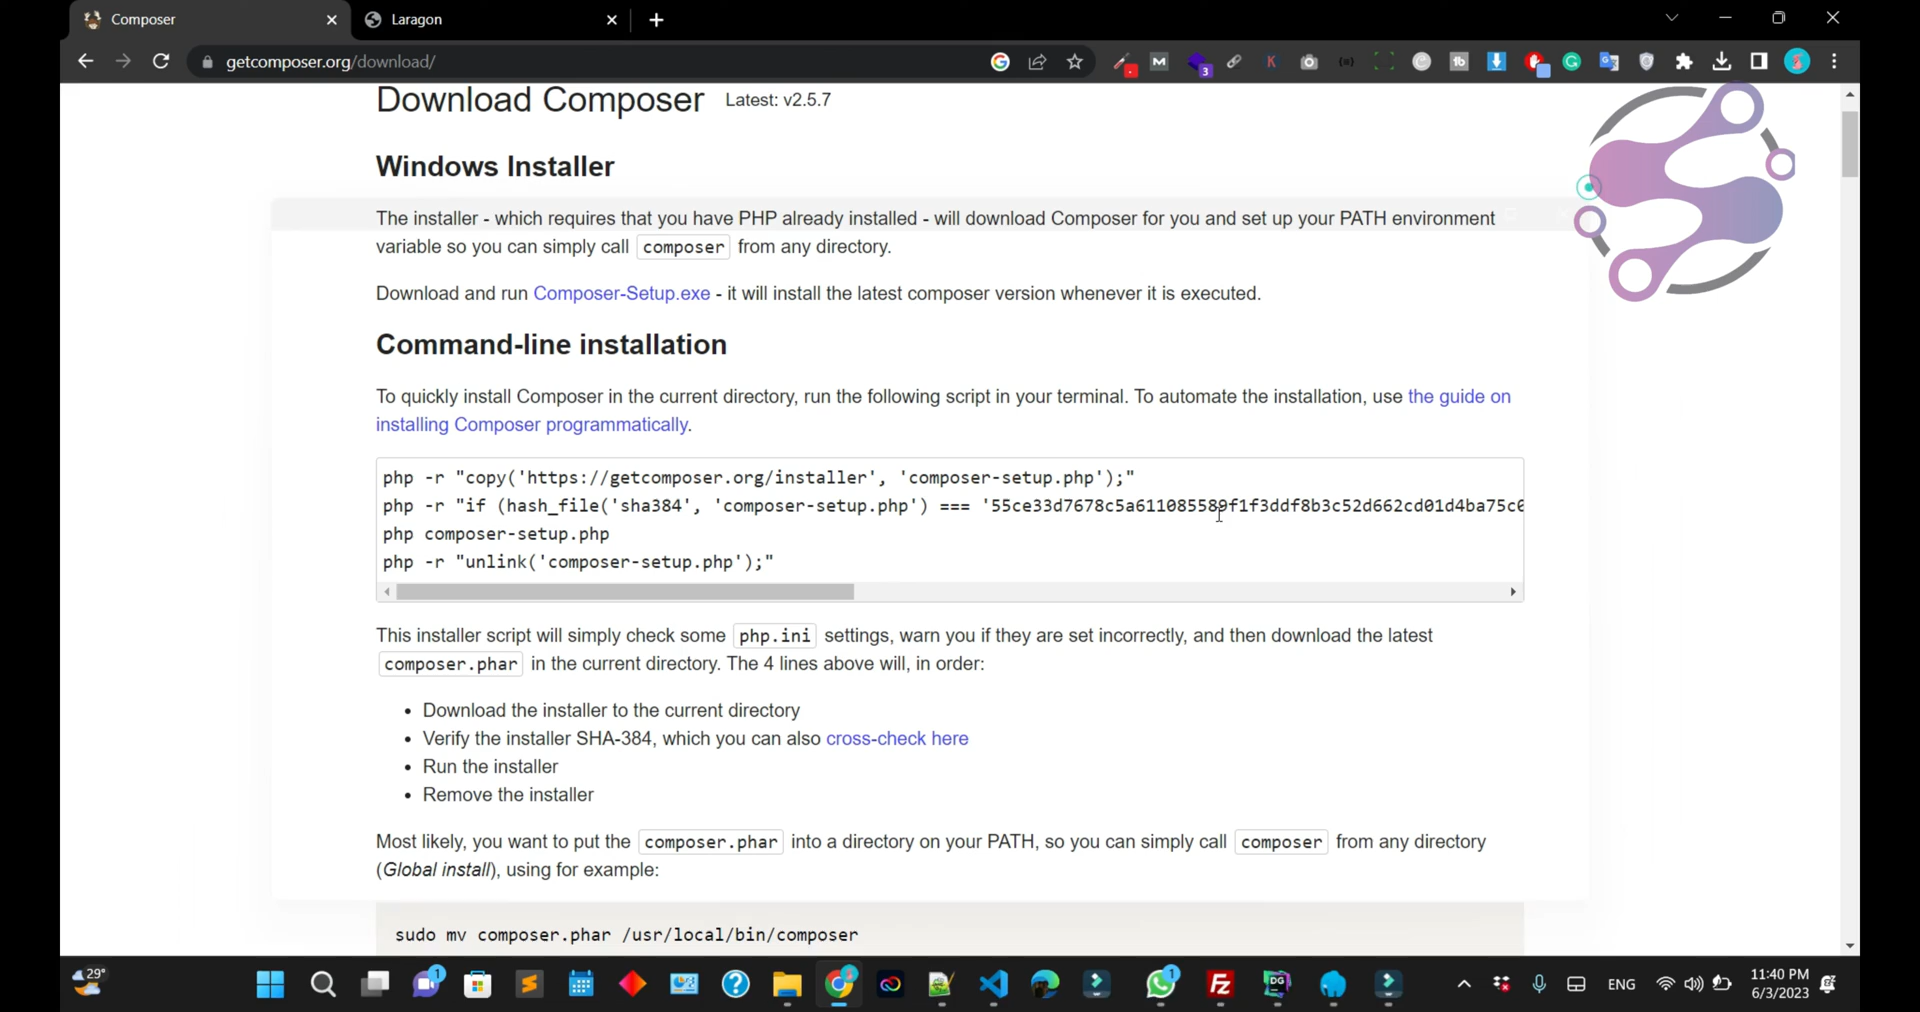 Composer
Laragon
getcomposer.org/download/
3
Download Composer Latest: v2.5.7
Windows Installer
The installer - which requires that you have PHP already installed - will download Composer for you and set up your PATH environment
variable so you can simply call composer from any directory.
Download and run Composer-Setup.exe - it will install the latest composer version whenever it is executed.
Command-line installation
To quickly install Composer in the current directory, run the following script in your terminal. To automate the installation, use the guide on
installing Composer programmatically.
php -r "copy('https://getcomposer.org/installer', 'composer-setup.php');"
php -r "if (hash_file('sha384', 'composer-setup.php') === '55ce33d7678c5a611085589f1f3ddf8b3c52d662cd01d4ba75c0
php composer-setup.php
php -r "unlink('composer-setup.php');"
This installer script will simply check some php.ini settings, warn you if they are set incorrectly, and then download the latest
composer.phar in the current directory. The 4 lines above will, in order:
• Download the installer to the current directory
• Verify the installer SHA-384, which you can also cross-check here
• Run the installer
• Remove the installer
Most likely, you want to put the composer.phar into a directory on your PATH, so you can simply call composer from any directory
(Global install), using for example:
sudo mv composer.phar /usr/local/bin/composer
29°
1
1
ENG
11:40 PM
6/3/2023